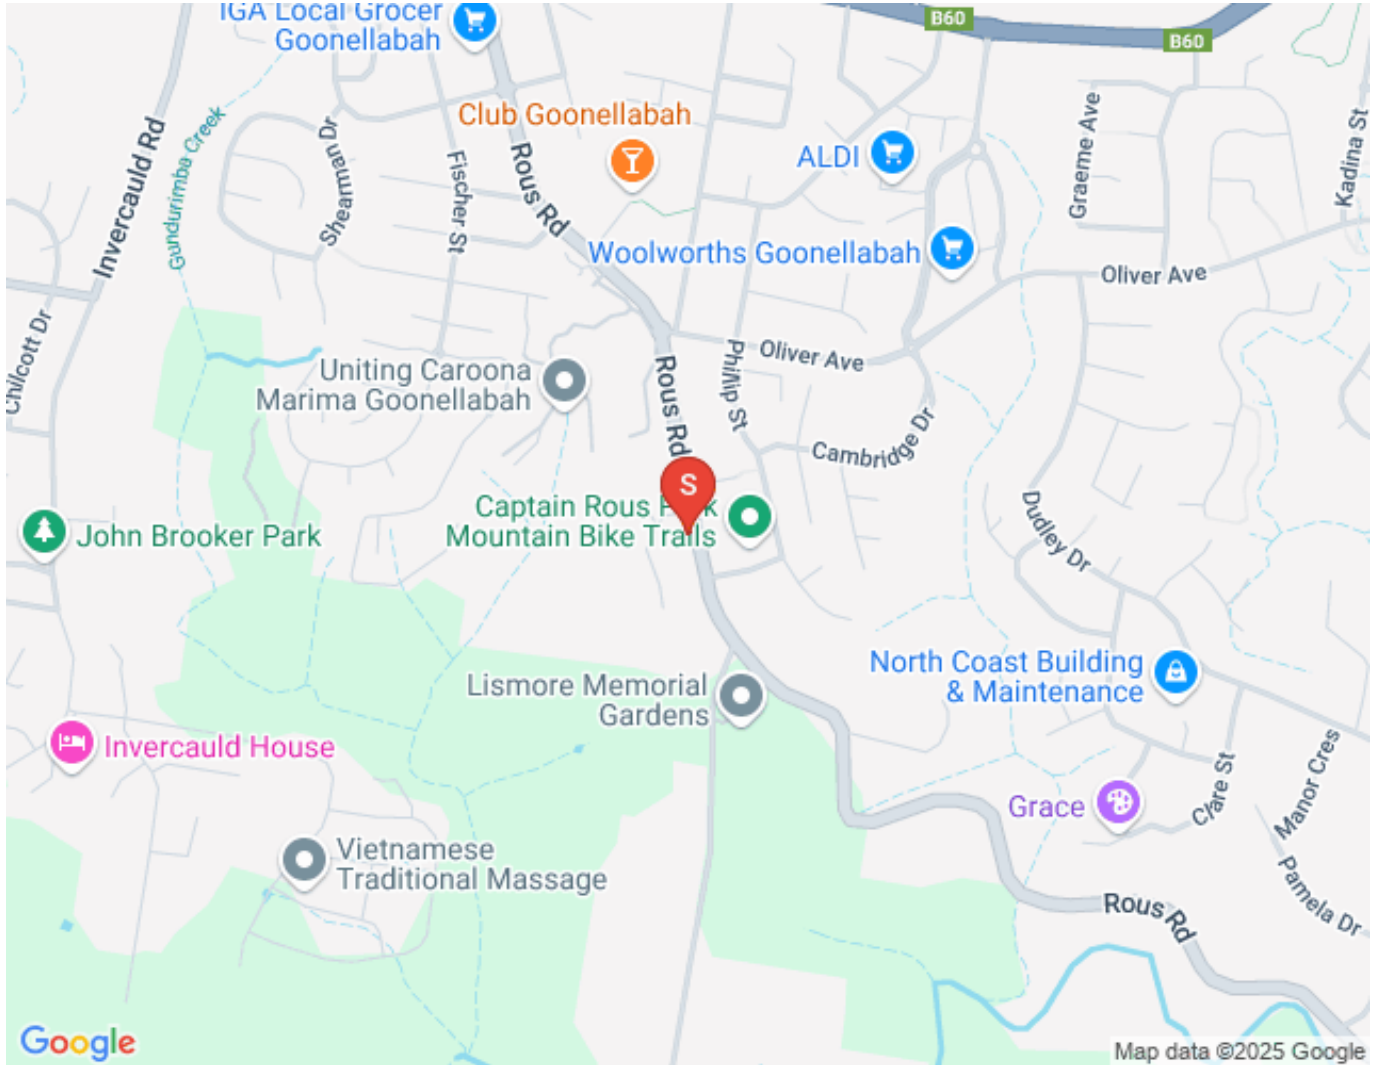 IGA Local Grocer
Goonellabah
B60
B60
Club Goonellabah
ALDI
Graeme Ave
Kadina St
Gundurimba Creek
Shearman Dr
Invercauld Rd
Fischer St
Rous Rd
Woolworths Goonellabah
Oliver Ave
Chilcott Dr
Uniting Caroona
Marima Goonellabah
Rous Rd
Phillip St
Oliver Ave
Cambridge Dr
S
Captain Rous Park
Mountain Bike Trails
John Brooker Park
Dudley Dr
North Coast Building
& Maintenance
Lismore Memorial
Gardens
Invercauld House
Grace
Clare St
Manor Cres
Vietnamese
Traditional Massage
Pamela Dr
Rous Rd
Google
Map data ©2025 Google